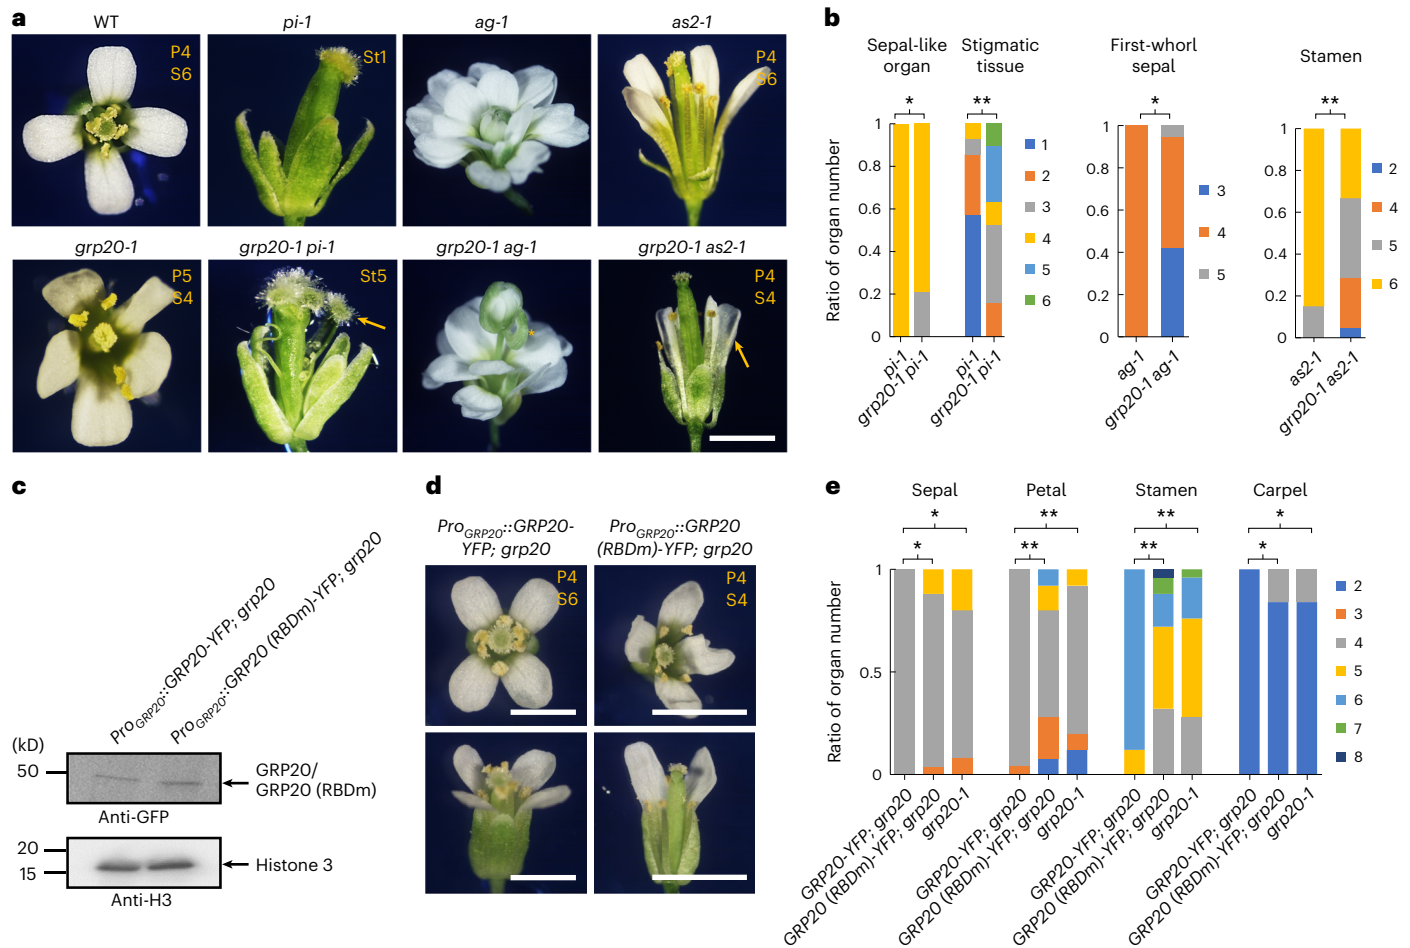 a
WT
pi-1
ag-1
as2-1
P4
S6
St1
P4
S6
grp20-1
grp20-1 pi-1
grp20-1 ag-1
grp20-1 as2-1
P5
S4
St5
*
P4
S4
b
Sepal-like
organ
Stigmatic
tissue
First-whorl
sepal
Stamen
*
**
*
**
Ratio of organ number
1
0.8
0.6
0.4
0.2
0
pi-1
grp20-1 pi-1
pi-1
grp20-1 pi-1
1
2
3
4
5
6
1
0.8
0.6
0.4
0.2
0
ag-1
grp20-1 ag-1
3
4
5
1
0.8
0.6
0.4
0.2
0
as2-1
grp20-1 as2-1
2
4
5
6
c
ProGRP20::GRP20-YFP; grp20
ProGRP20::GRP20 (RBDm)-YFP; grp20
(kD)
50
GRP20/
GRP20 (RBDm)
Anti-GFP
20
15
Histone 3
Anti-H3
d
ProGRP20::GRP20-
YFP; grp20
ProGRP20::GRP20
(RBDm)-YFP; grp20
P4
S6
P4
S4
e
Sepal
Petal
Stamen
Carpel
*
*
**
**
**
**
*
*
Ratio of organ number
1
0.5
0
GRP20-YFP; grp20
GRP20 (RBDm)-YFP; grp20
grp20-1
GRP20-YFP; grp20
GRP20 (RBDm)-YFP; grp20
grp20-1
GRP20-YFP; grp20
GRP20 (RBDm)-YFP; grp20
grp20-1
GRP20-YFP; grp20
GRP20 (RBDm)-YFP; grp20
grp20-1
2
3
4
5
6
7
8